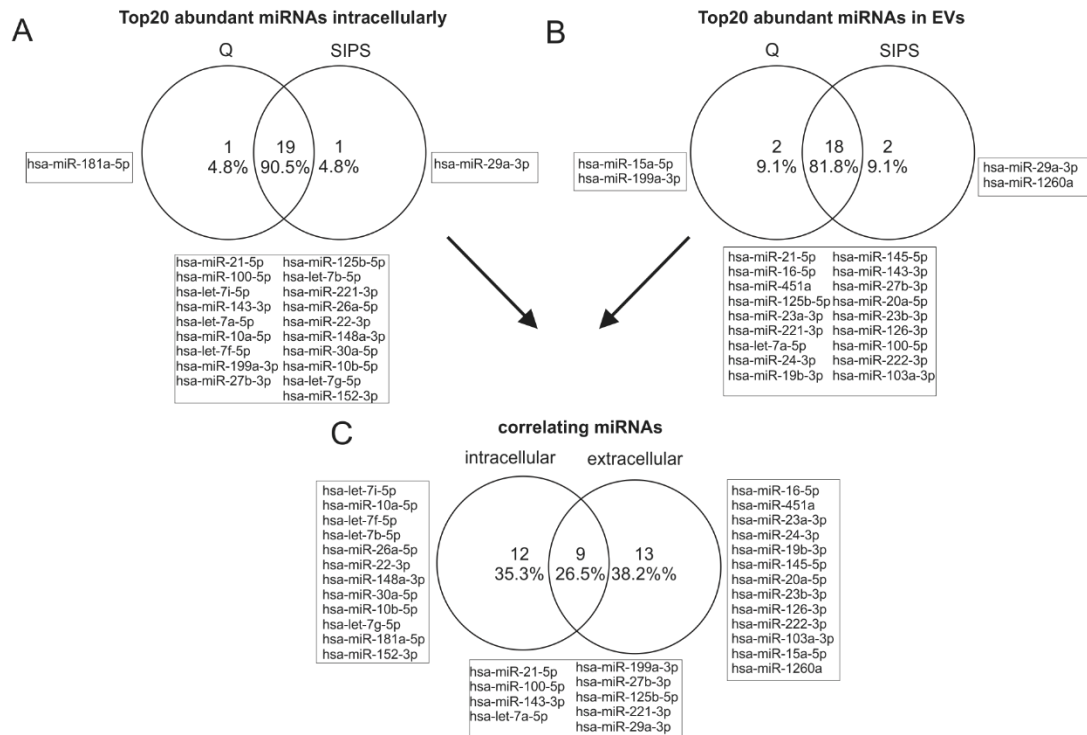 A
Top20 abundant miRNAs intracellularly
Q
SIPS
1
4.8%
19
90.5%
1
4.8%
hsa-miR-181a-5p
hsa-miR-29a-3p
hsa-miR-21-5p
hsa-miR-100-5p
hsa-let-7i-5p
hsa-miR-143-3p
hsa-let-7a-5p
hsa-miR-10a-5p
hsa-let-7f-5p
hsa-miR-199a-3p
hsa-miR-27b-3p
hsa-miR-125b-5p
hsa-let-7b-5p
hsa-miR-221-3p
hsa-miR-26a-5p
hsa-miR-22-3p
hsa-miR-148a-3p
hsa-miR-30a-5p
hsa-miR-10b-5p
hsa-let-7g-5p
hsa-miR-152-3p
B
Top20 abundant miRNAs in EVs
Q
SIPS
2
9.1%
18
81.8%
2
9.1%
hsa-miR-15a-5p
hsa-miR-199a-3p
hsa-miR-29a-3p
hsa-miR-1260a
hsa-miR-21-5p
hsa-miR-16-5p
hsa-miR-451a
hsa-miR-125b-5p
hsa-miR-23a-3p
hsa-miR-221-3p
hsa-let-7a-5p
hsa-miR-24-3p
hsa-miR-19b-3p
hsa-miR-145-5p
hsa-miR-143-3p
hsa-miR-27b-3p
hsa-miR-20a-5p
hsa-miR-23b-3p
hsa-miR-126-3p
hsa-miR-100-5p
hsa-miR-222-3p
hsa-miR-103a-3p
C
correlating miRNAs
intracellular
extracellular
12
35.3%
9
26.5%
13
38.2%%
hsa-let-7i-5p
hsa-miR-10a-5p
hsa-let-7f-5p
hsa-let-7b-5p
hsa-miR-26a-5p
hsa-miR-22-3p
hsa-miR-148a-3p
hsa-miR-30a-5p
hsa-miR-10b-5p
hsa-let-7g-5p
hsa-miR-181a-5p
hsa-miR-152-3p
hsa-miR-16-5p
hsa-miR-451a
hsa-miR-23a-3p
hsa-miR-24-3p
hsa-miR-19b-3p
hsa-miR-145-5p
hsa-miR-20a-5p
hsa-miR-23b-3p
hsa-miR-126-3p
hsa-miR-222-3p
hsa-miR-103a-3p
hsa-miR-15a-5p
hsa-miR-1260a
hsa-miR-21-5p
hsa-miR-100-5p
hsa-miR-143-3p
hsa-let-7a-5p
hsa-miR-199a-3p
hsa-miR-27b-3p
hsa-miR-125b-5p
hsa-miR-221-3p
hsa-miR-29a-3p